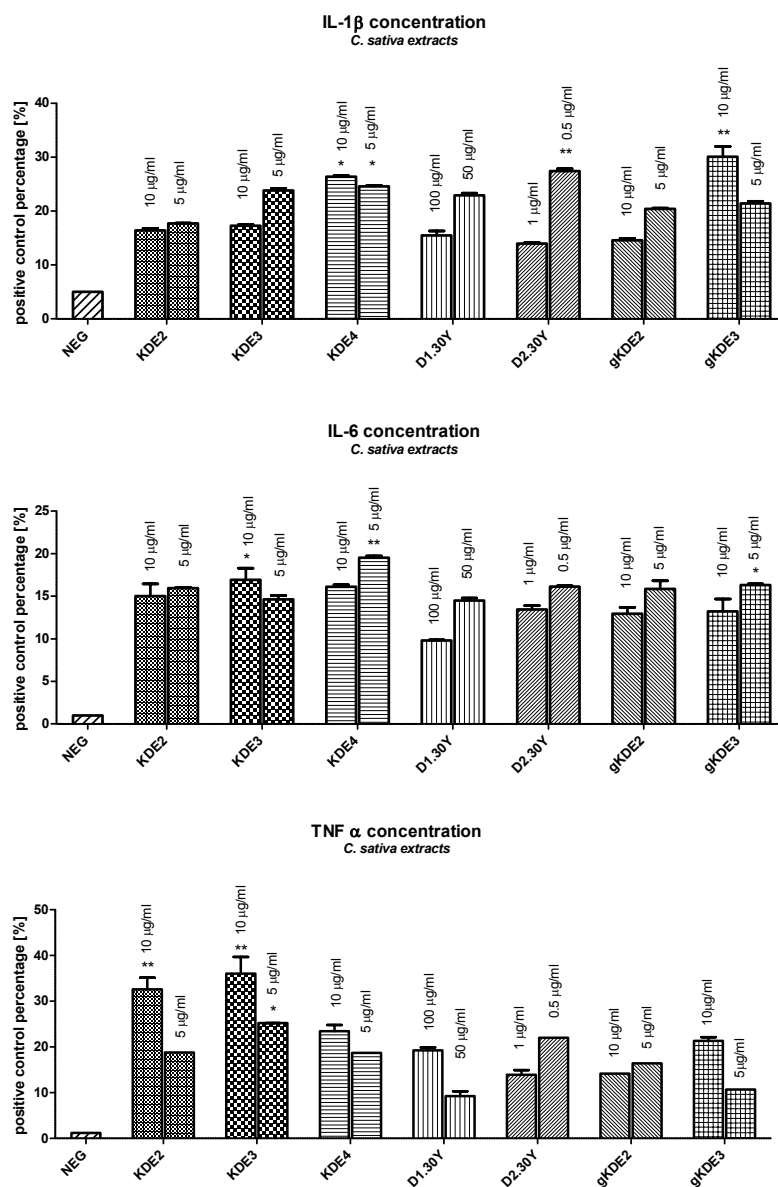 IL-1β concentration
C. sativa extracts
positive control percentage [%]
40
30
20
10
0
10 μg/ml
5 μg/ml
10 μg/ml
5 μg/ml
* 10 μg/ml
* 5 μg/ml
100 μg/ml
50 μg/ml
1 μg/ml
** 0.5 μg/ml
10 μg/ml
5 μg/ml
** 10 μg/ml
5 μg/ml
NEG
KDE2
KDE3
KDE4
D1.30Y
D2.30Y
gKDE2
gKDE3
IL-6 concentration
C. sativa extracts
positive control percentage [%]
25
20
15
10
5
0
10 μg/ml
5 μg/ml
* 10 μg/ml
5 μg/ml
10 μg/ml
** 5 μg/ml
100 μg/ml
50 μg/ml
1 μg/ml
0.5 μg/ml
10 μg/ml
5 μg/ml
10 μg/ml
* 5 μg/ml
NEG
KDE2
KDE3
KDE4
D1.30Y
D2.30Y
gKDE2
gKDE3
TNF α concentration
C. sativa extracts
positive control percentage [%]
50
40
30
20
10
0
** 10 μg/ml
5 μg/ml
** 10 μg/ml
* 5 μg/ml
10 μg/ml
5 μg/ml
100 μg/ml
50 μg/ml
1 μg/ml
0.5 μg/ml
10 μg/ml
5 μg/ml
10μg/ml
5μg/ml
NEG
KDE2
KDE3
KDE4
D1.30Y
D2.30Y
gKDE2
gKDE3